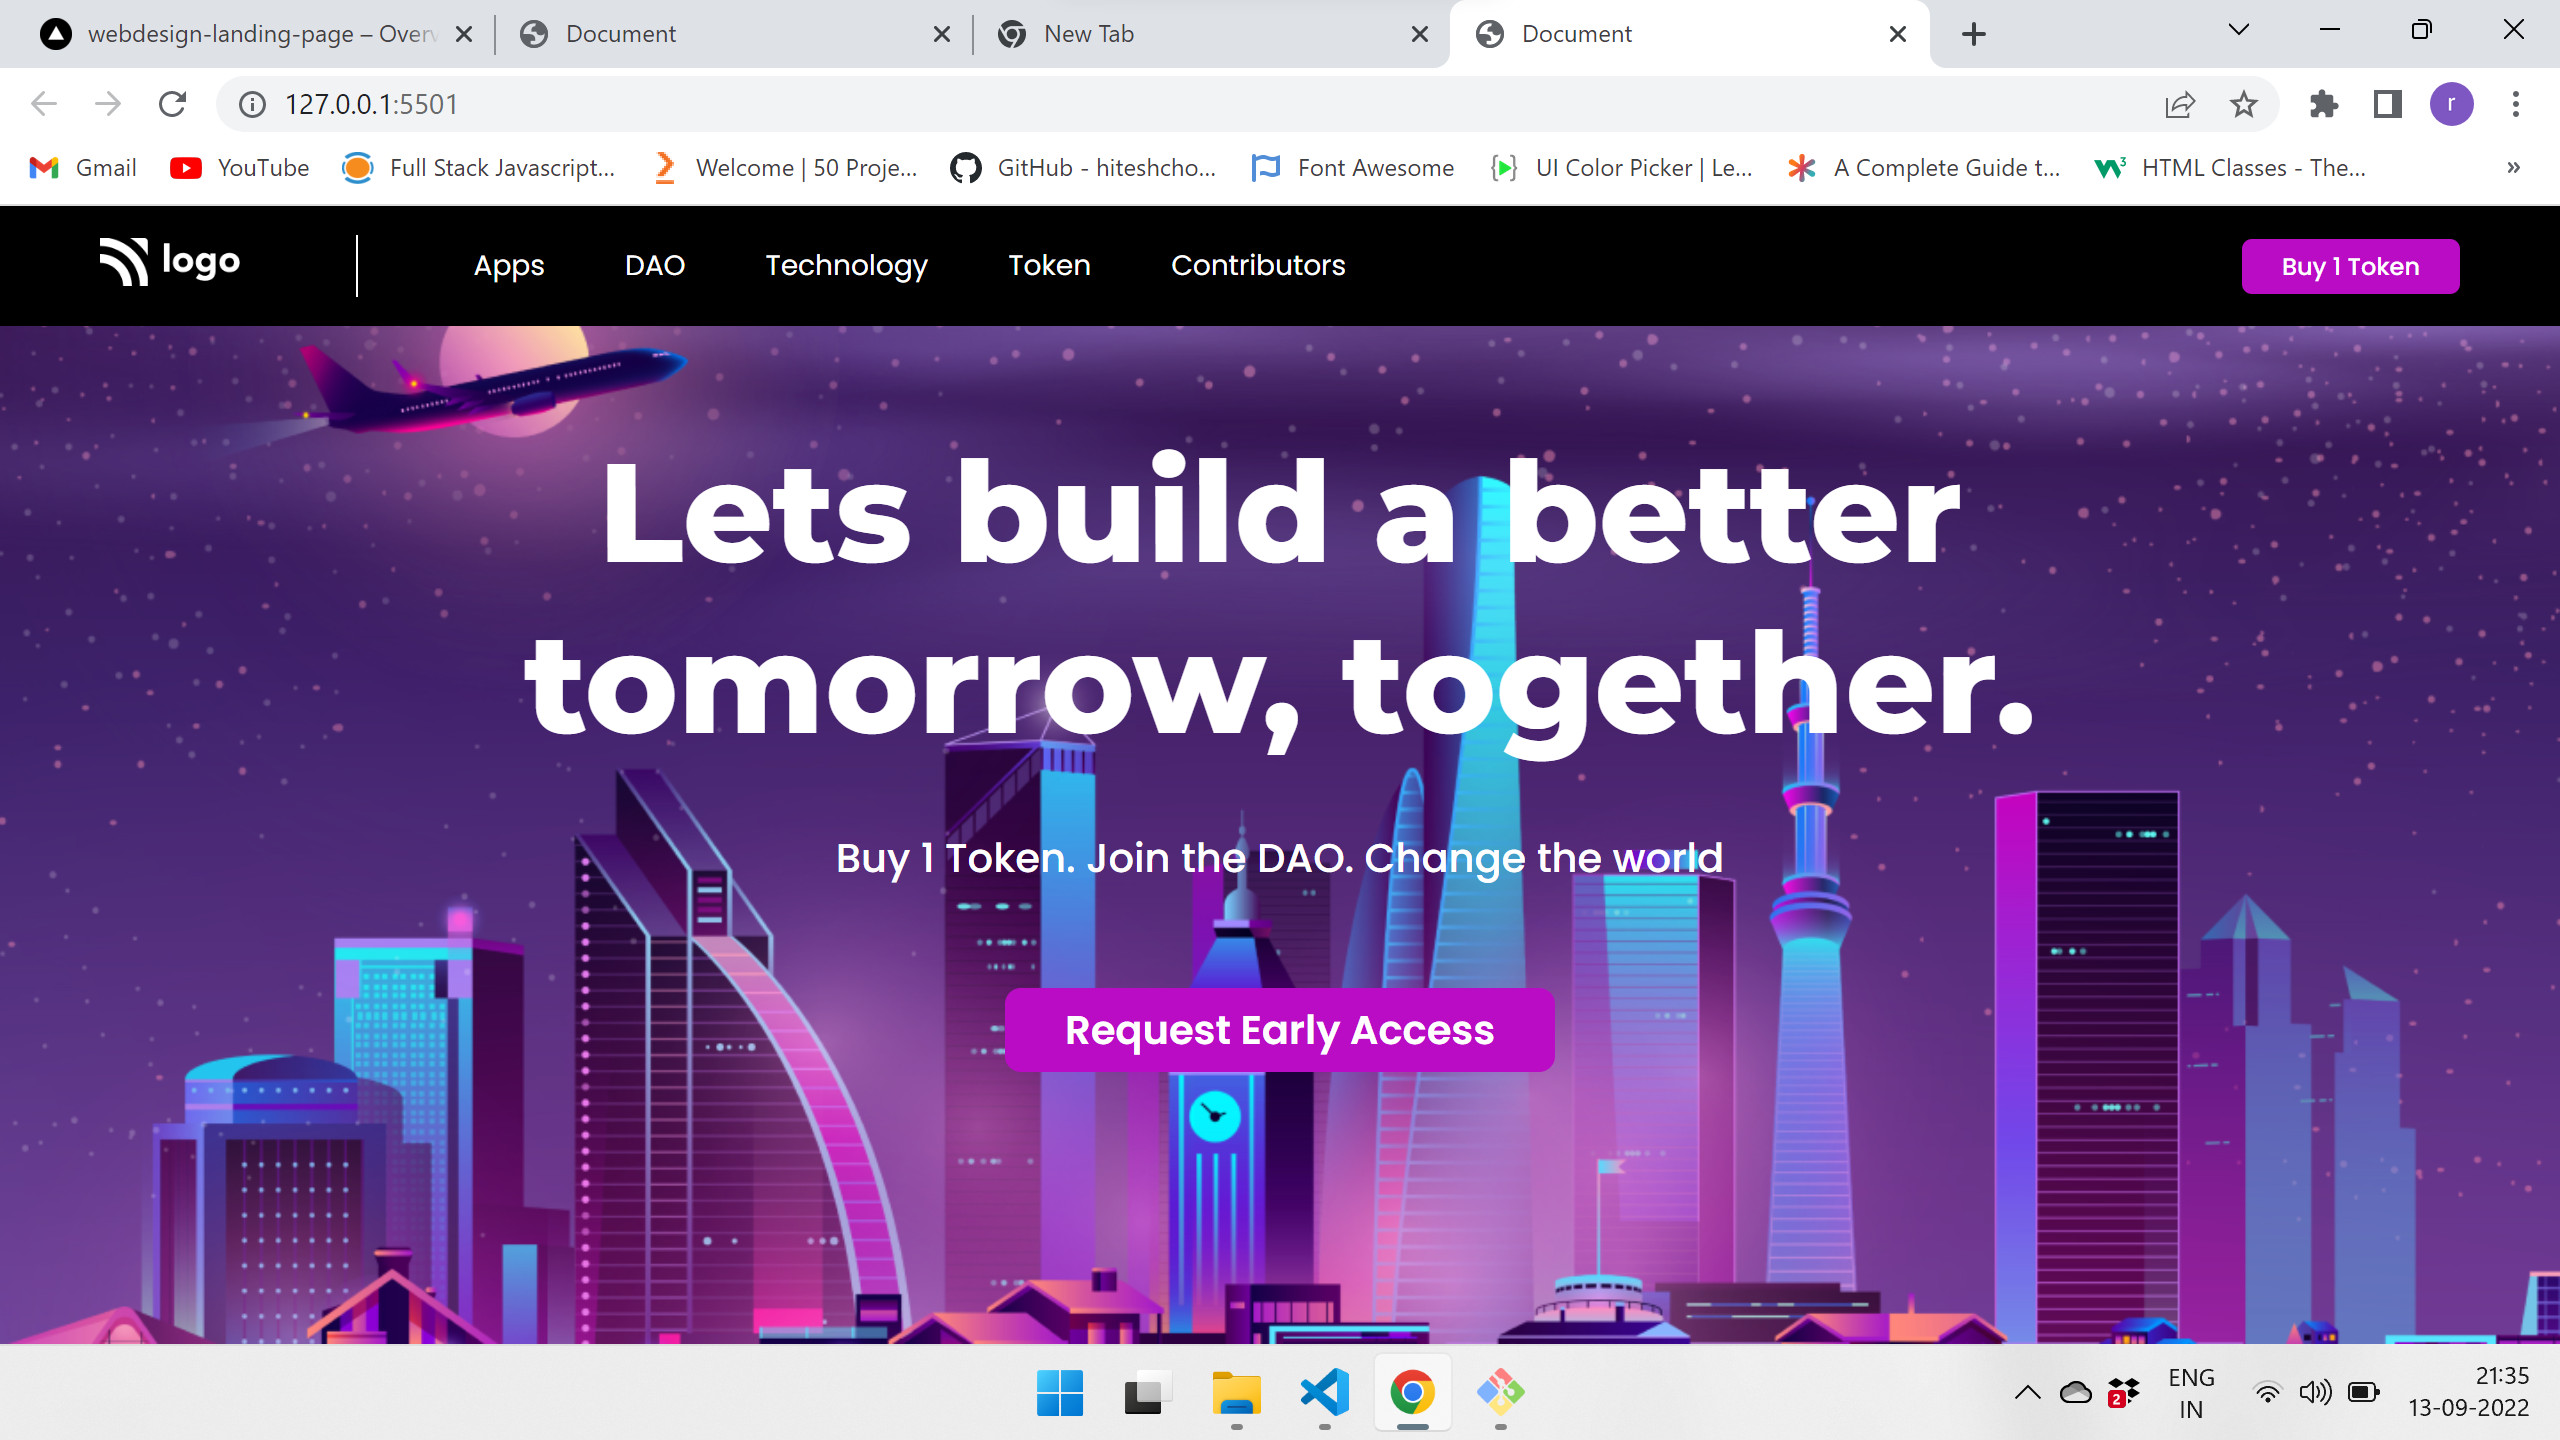 webdesign-landing-page – Over
Document
New Tab
Document
127.0.0.1:5501
r
Gmail
YouTube
Full Stack Javascript...
Welcome | 50 Proje...
GitHub - hiteshcho...
Font Awesome
UI Color Picker | Le...
A Complete Guide t...
HTML Classes - The...
»
logo
Apps
DAO
Technology
Token
Contributors
Buy 1 Token
Lets build a better
tomorrow, together.
Buy 1 Token. Join the DAO. Change the world
Request Early Access
2
ENG
IN
21:35
13-09-2022